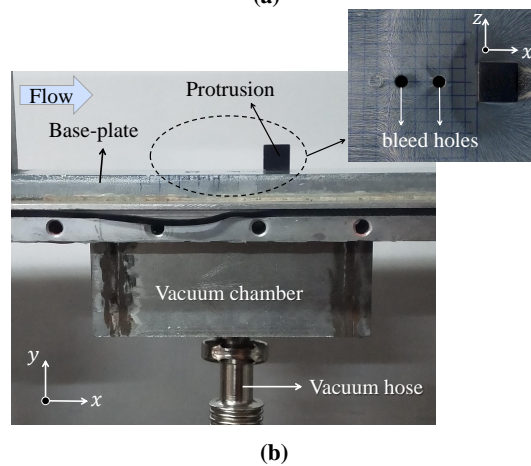 (a)
z
x
Flow
Protrusion
Base-plate
bleed holes
Vacuum chamber
y
x
Vacuum hose
(b)